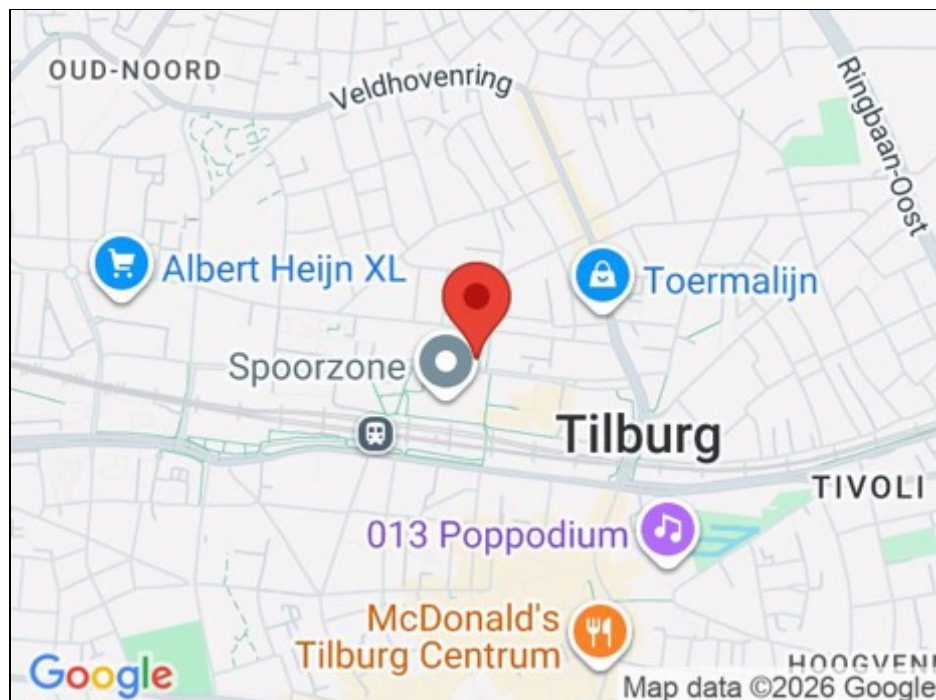 OUD-NOORD
Veldhovenring
Ringbaan-Oost
Albert Heijn XL
Toermalijn
Spoorzone
Tilburg
TIVOLI
013 Poppodium
McDonald's
Tilburg Centrum
HOOGVEN
Google
Map data ©2026 Google